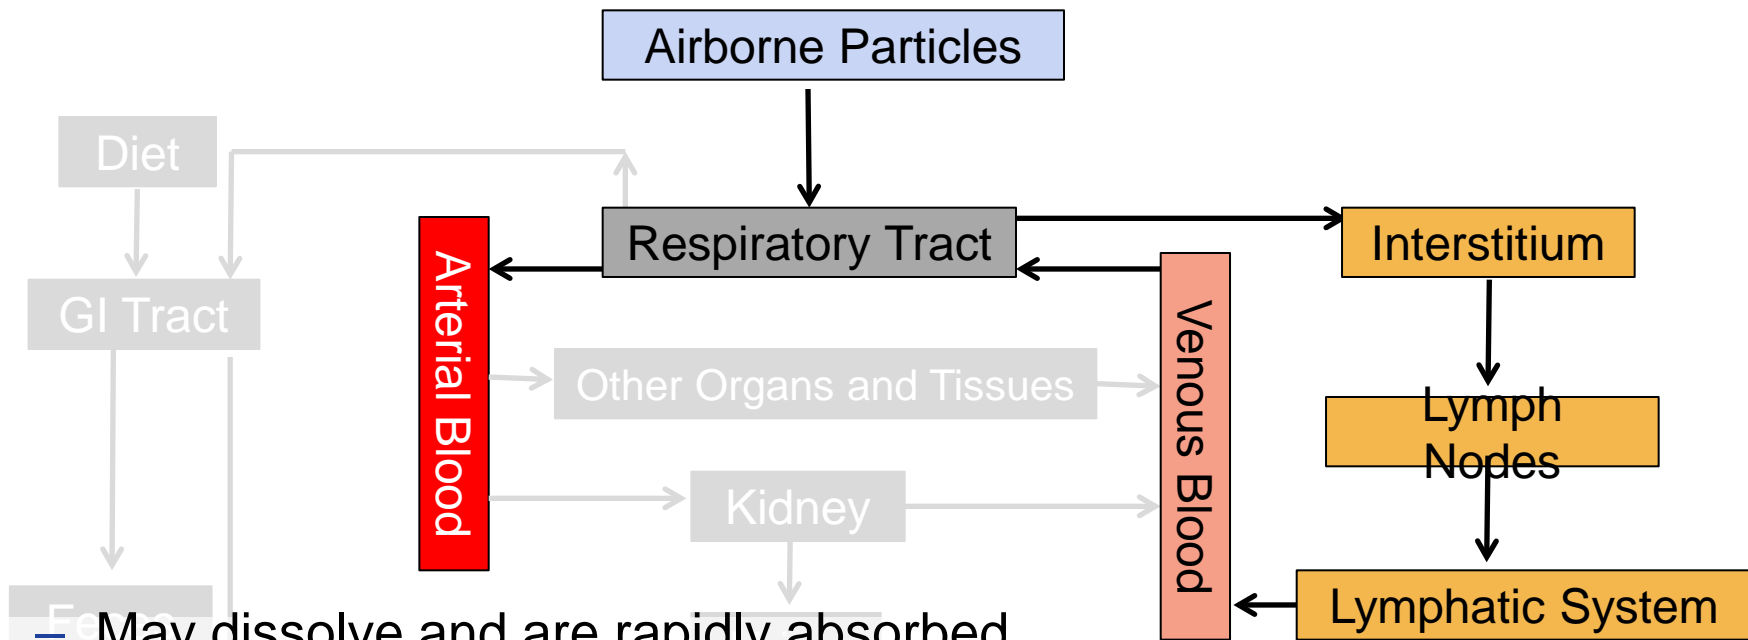 Airborne Particles
Diet
Respiratory Tract
Interstitium
GI Tract
Arterial Blood
Venous Blood
Other Organs and Tissues
Lymph
Nodes
Kidney
Lymphatic System
– May dissolve and are rapidly absorbed